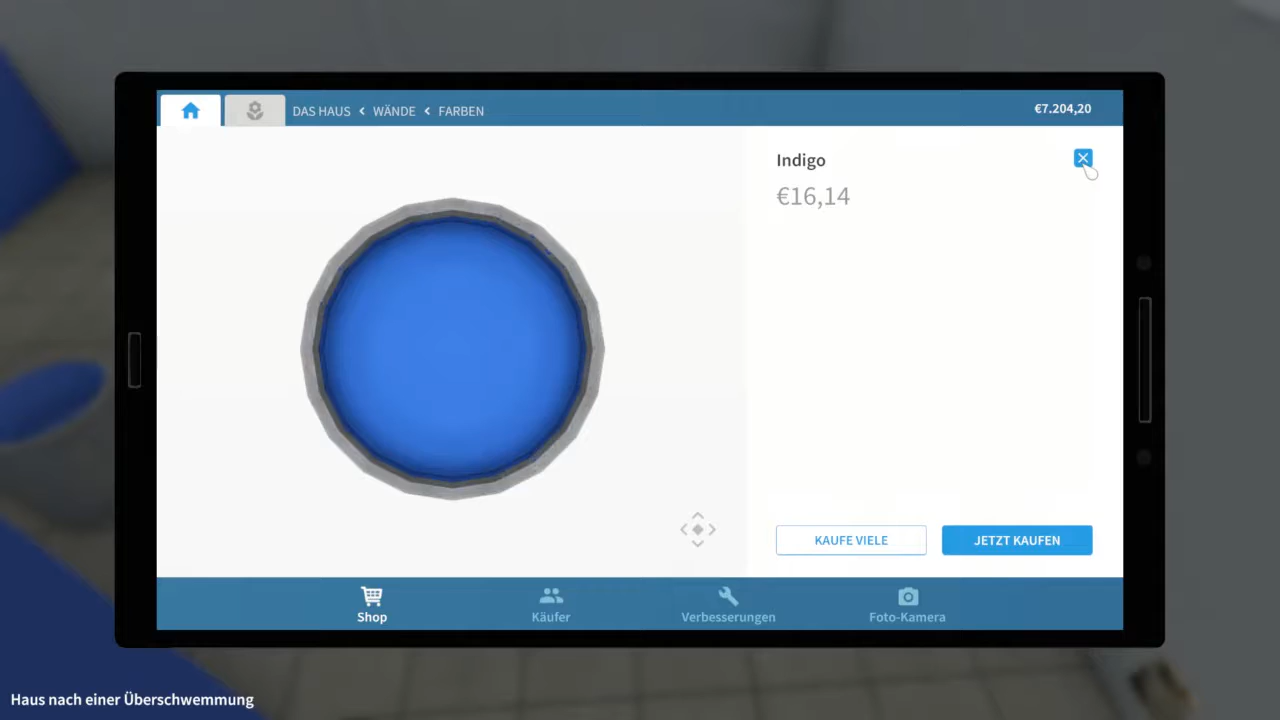 DAS HAUS < WÄNDE < FARBEN
€7.204,20
Indigo
€16,14
KAUFE VIELE
JETZT KAUFEN
Shop
Käufer
Verbesserungen
Foto-Kamera
Haus nach einer Überschwemmung